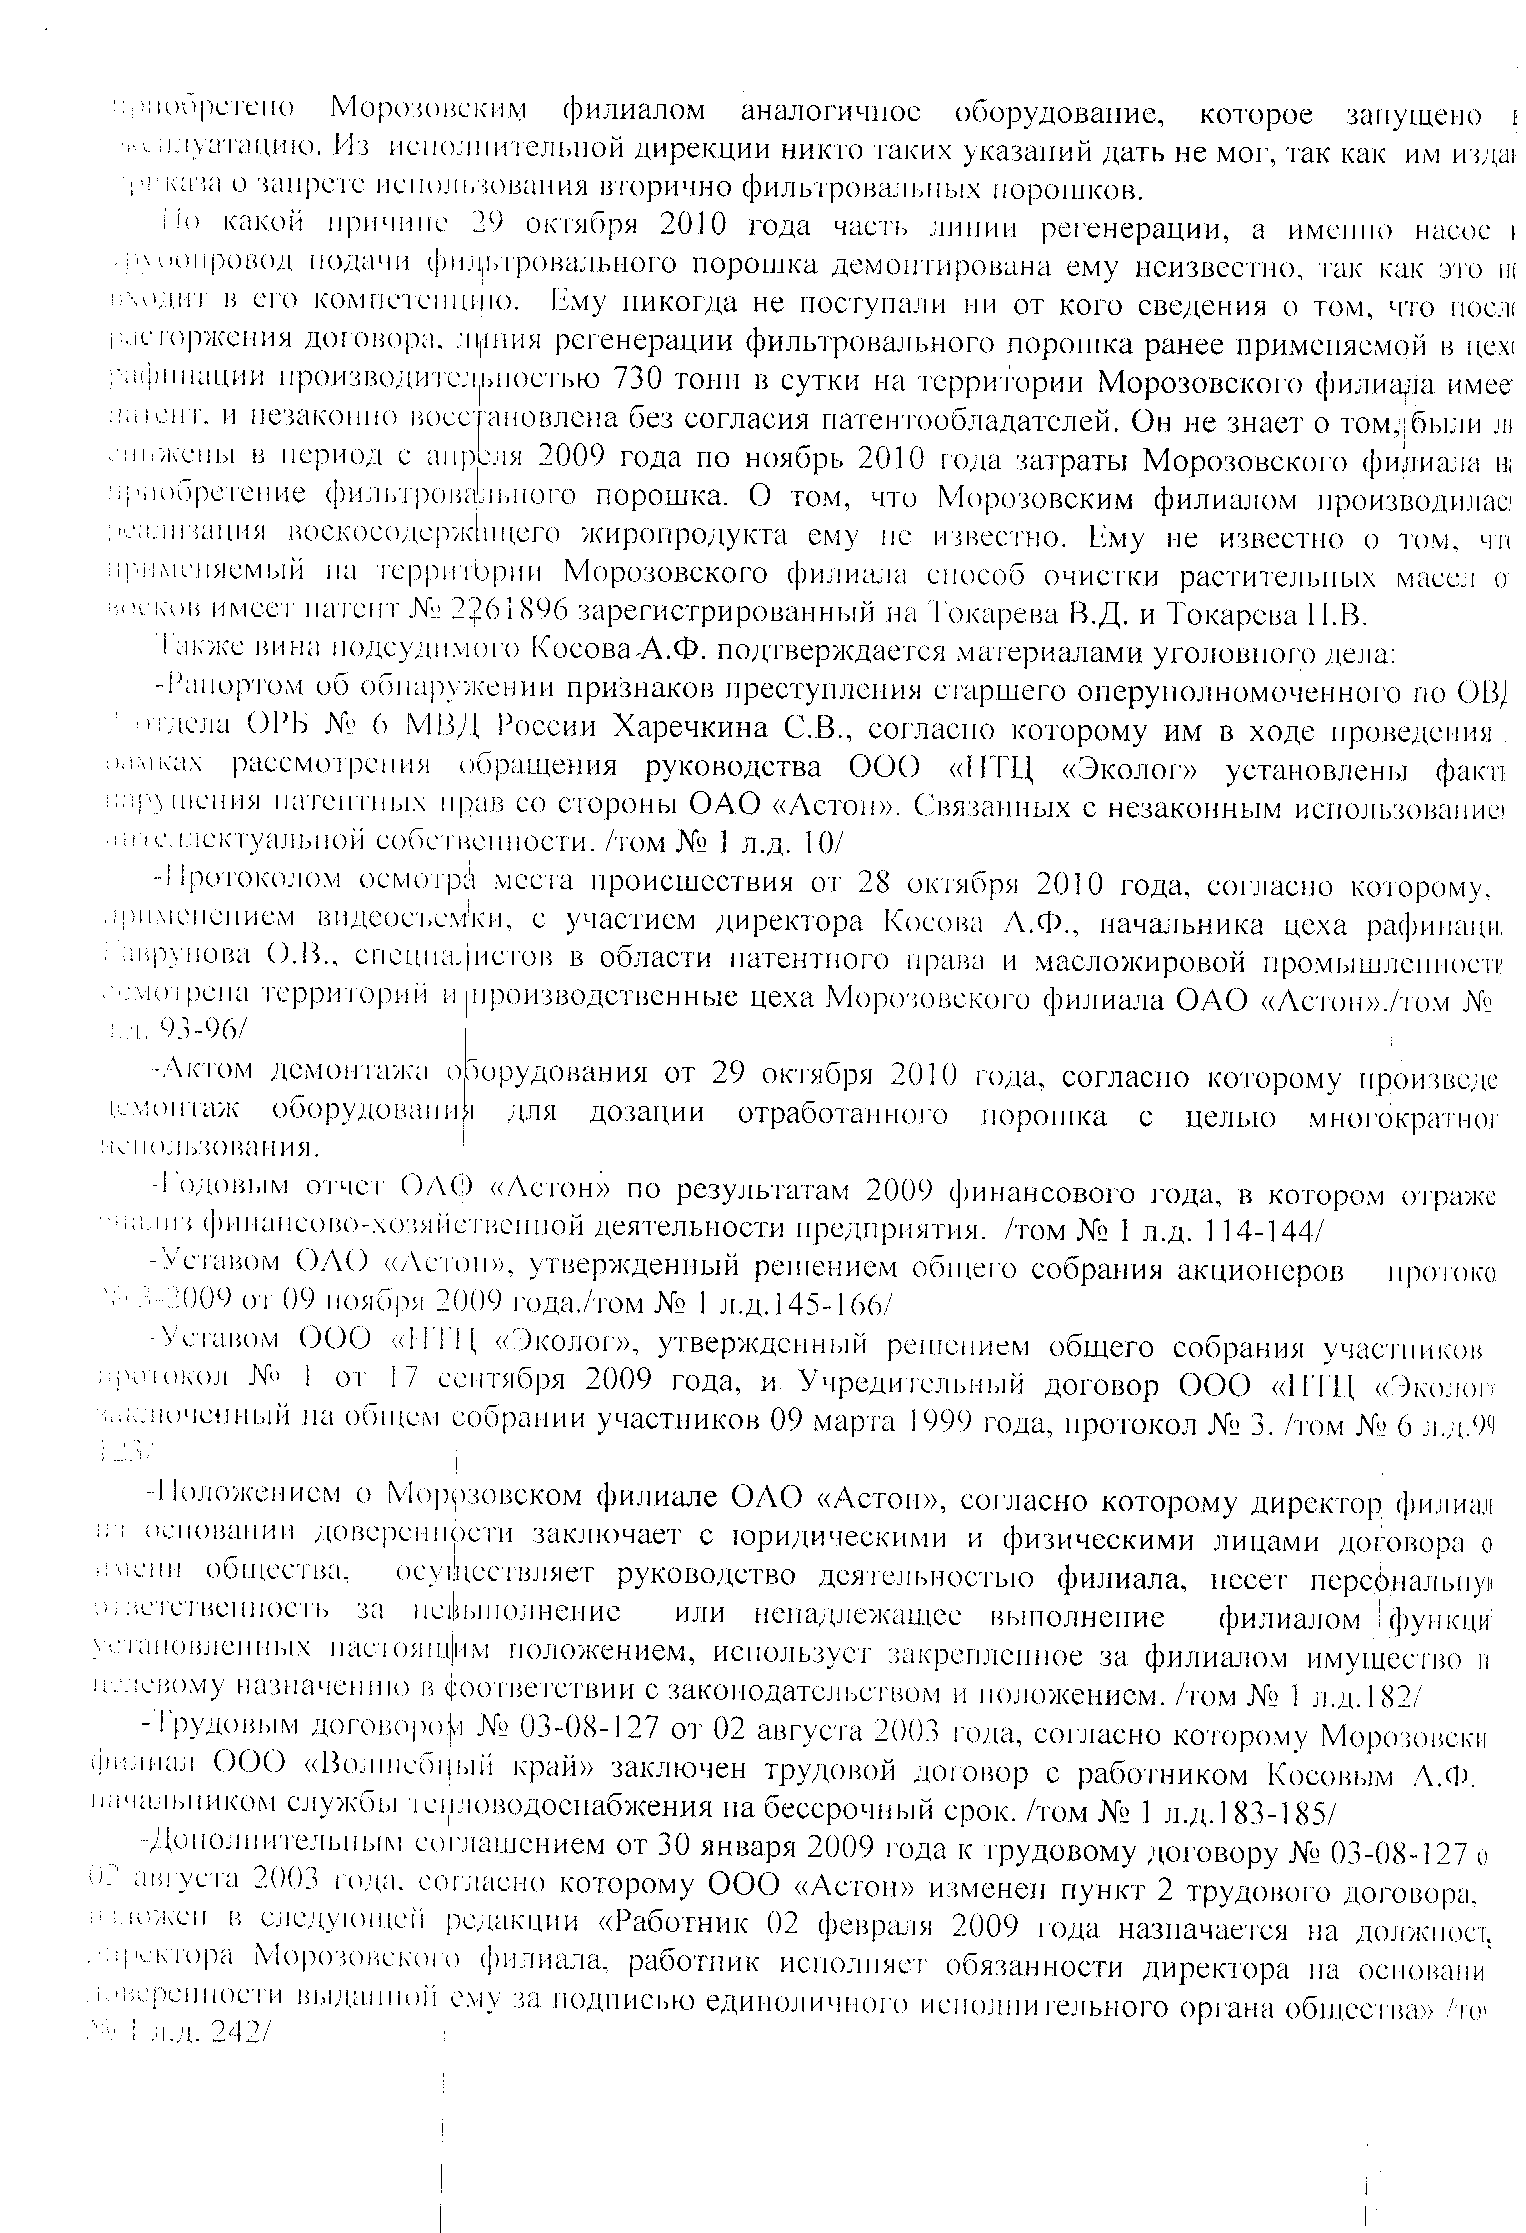 приобретено Морозовским филиалом аналогичное оборудование, которое запущено в
эксплуатацию. Из исполнительной дирекции никто таких указаний дать не мог, так как им издан
приказа о запрете использования вторично фильтровальных порошков.
По какой причине 29 октября 2010 года часть линии регенерации, а именно насос и
трубопровод подачи фильтровального порошка демонтирована ему неизвестно, так как это не
входит в его компетенцию. Ему никогда не поступали ни от кого сведения о том, что после
расторжения договора, линия регенерации фильтровального порошка ранее применяемой в цехе
рафинации производительностью 730 тонн в сутки на территории Морозовского филиала имеет
патент, и незаконно восстановлена без согласия патентообладателей. Он не знает о том, были ли
снижены в период с апреля 2009 года по ноябрь 2010 года затраты Морозовского филиала на
приобретение фильтровального порошка. О том, что Морозовским филиалом производилас
реализация воскосодержащего жиропродукта ему не известно. Ему не известно о том, что
применяемый на территории Морозовского филиала способ очистки растительных масел от
восков имеет патент № 2261896 зарегистрированный на Токарева В.Д. и Токарева П.В.
Также вина подсудимого Косова А.Ф. подтверждается материалами уголовного дела:
-Рапортом об обнаружении признаков преступления старшего оперуполномоченного по ОВД
отдела ОРБ № 6 МВД России Харечкина С.В., согласно которому им в ходе проведения
рамках рассмотрения обращения руководства ООО «НТЦ «Эколог» установлены факты
нарушения патентных прав со стороны ОАО «Астон». Связанных с незаконным использование
интеллектуальной собственности. /том № 1 л.д. 10/
-Протоколом осмотра места происшествия от 28 октября 2010 года, согласно которому,
применением видеосъемки, с участием директора Косова А.Ф., начальника цеха рафинаци
Гаврунова О.В., специалистов в области патентного права и масложировой промышленности
осмотрена территорий и производственные цеха Морозовского филиала ОАО «Астон»./том №
л.д. 93-96/
-Актом демонтажа оборудования от 29 октября 2010 года, согласно которому произведе
демонтаж оборудования для дозации отработанного порошка с целью многократног
использования.
-Годовым отчет ОАО «Астон» по результатам 2009 финансового года, в котором отраже
анализ финансово-хозяйственной деятельности предприятия. /том № 1 л.д. 114-144/
-Уставом ОАО «Астон», утвержденный решением общего собрания акционеров протоко
№ 3-2009 от 09 ноября 2009 года./том № 1 л.д.145-166/
-Уставом ООО «НТЦ «Эколог», утвержденный решением общего собрания участников
протокол № 1 от 17 сентября 2009 года, и Учредительный договор ООО «НТЦ «Эколог
заключенный на общем собрании участников 09 марта 1999 года, протокол № 3. /том № 6 л.д.99
123/
-Положением о Морозовском филиале ОАО «Астон», согласно которому директор филиал
на основании доверенности заключает с юридическими и физическими лицами договора о
имени общества, осуществляет руководство деятельностью филиала, несет персональну
ответственность за невыполнение или ненадлежащее выполнение филиалом функци
установленных настоящим положением, использует закрепленное за филиалом имущество п
целевому назначению в соответствии с законодательством и положением. /том № 1 л.д.182/
-Трудовым договором № 03-08-127 от 02 августа 2003 года, согласно которому Морозовски
филиал ООО «Волшебный край» заключен трудовой договор с работником Косовым А.Ф.
начальником службы тепловодоснабжения на бессрочный срок. /том № 1 л.д.183-185/
-Дополнительным соглашением от 30 января 2009 года к трудовому договору № 03-08-127 о
02 августа 2003 года, согласно которому ООО «Астон» изменен пункт 2 трудового договора,
изложен в следующей редакции «Работник 02 февраля 2009 года назначается на должност
директора Морозовского филиала, работник исполняет обязанности директора на основани
доверенности выданной ему за подписью единоличного исполнительного органа общества» /то
№ 1 л.д. 242/